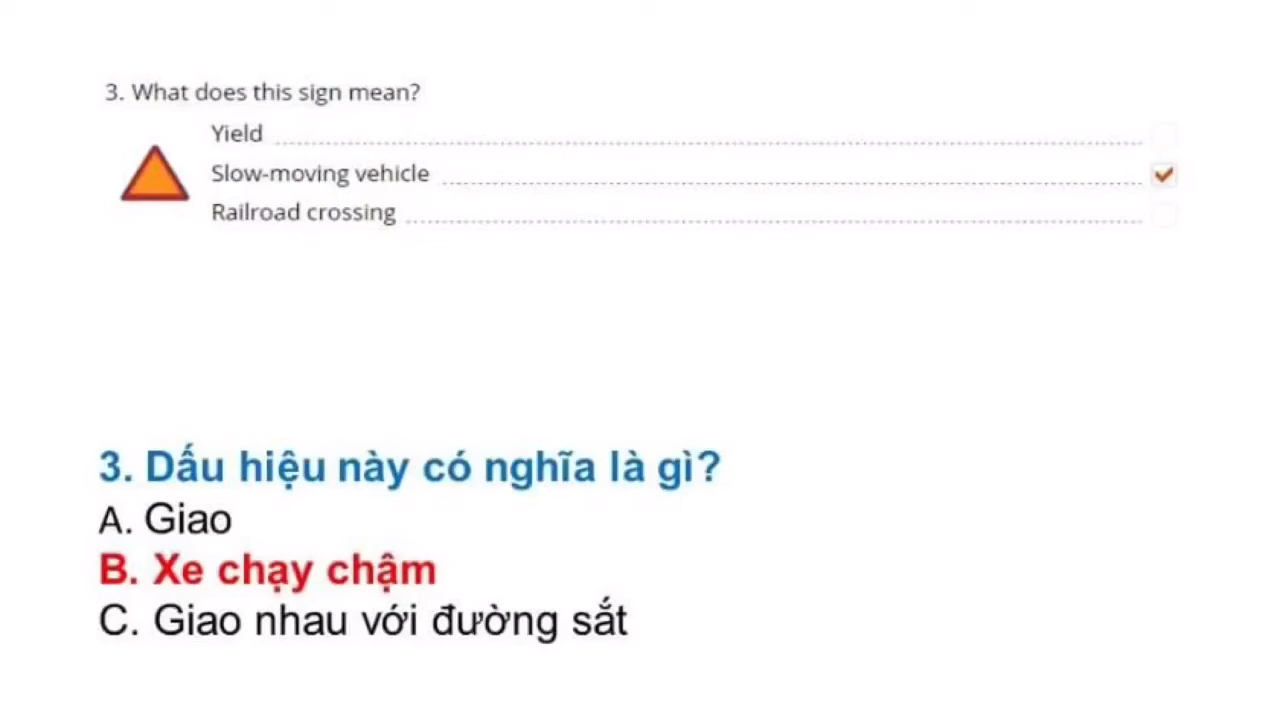 3. What does this sign mean?
Yield
Slow-moving vehicle
Railroad crossing
3. Dấu hiệu này có nghĩa là gì?
A. Giao
B. Xe chạy chậm
C. Giao nhau với đường sắt